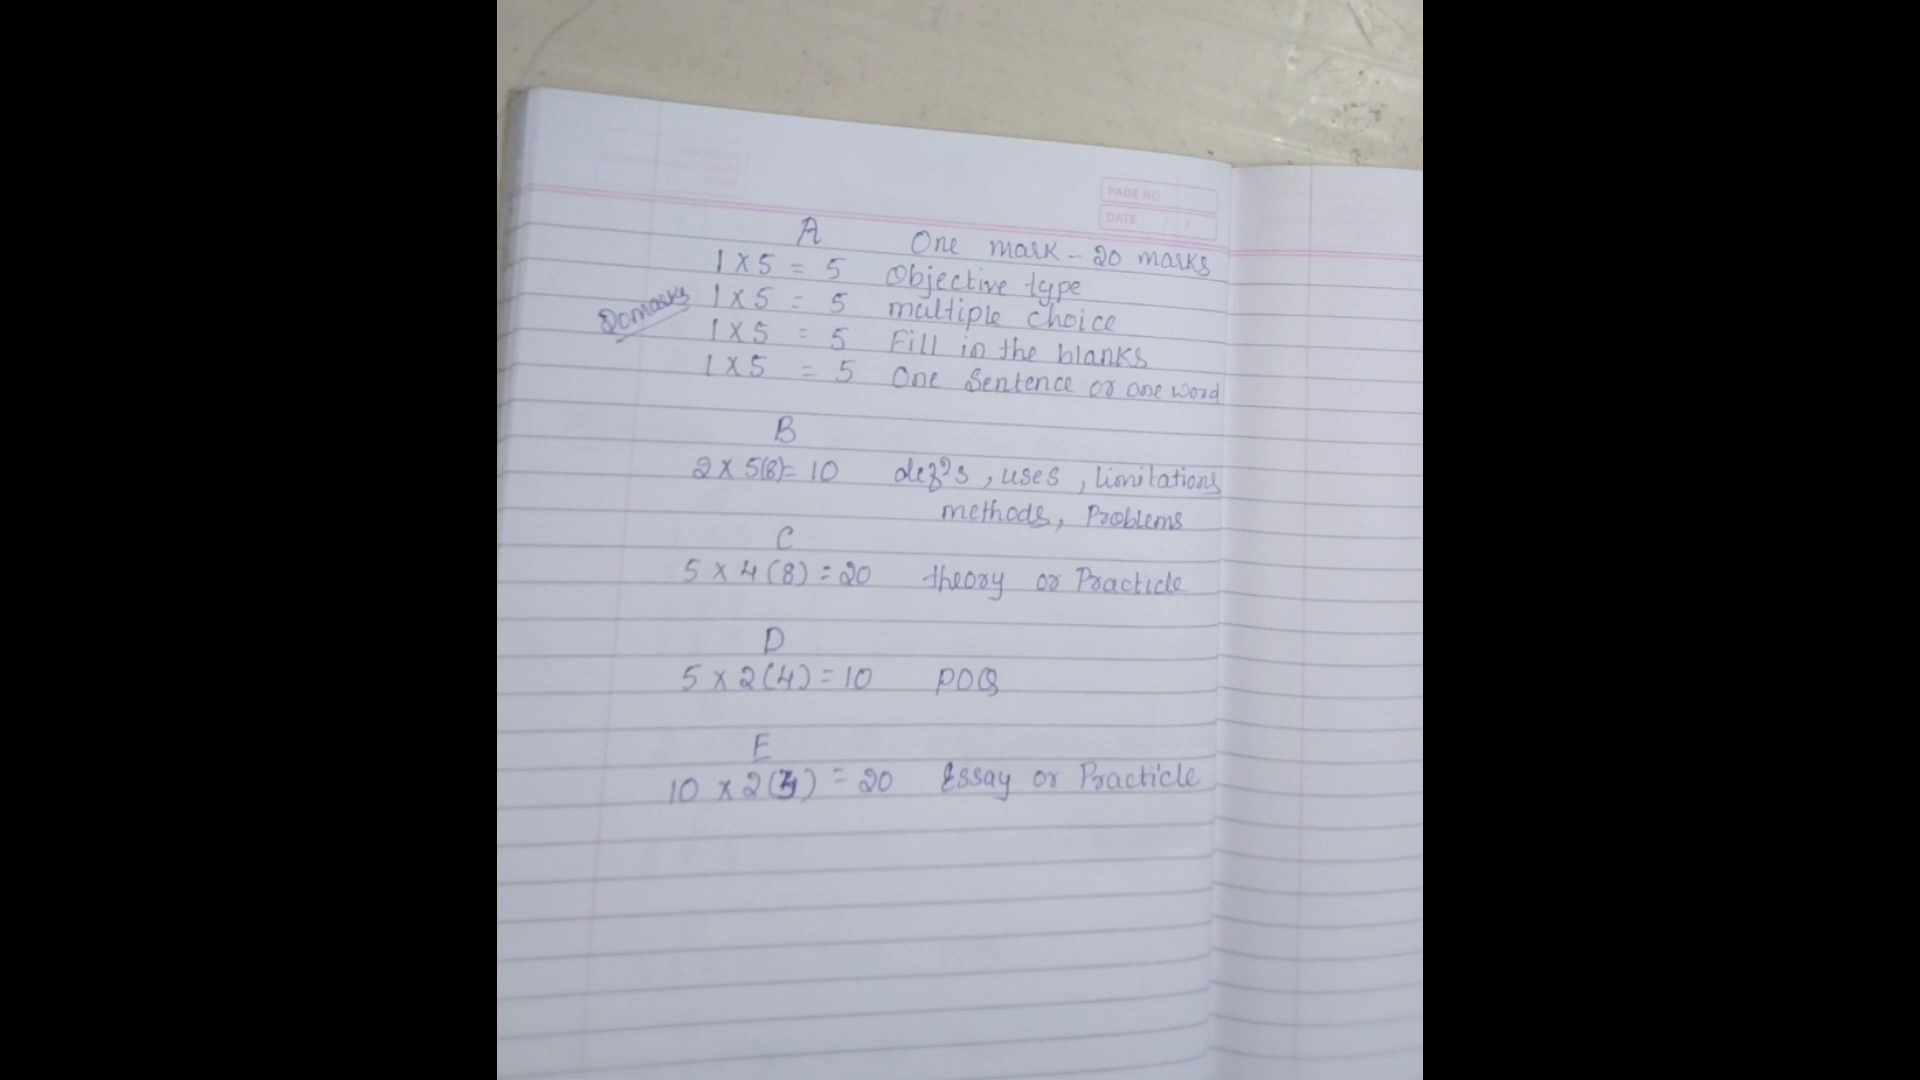 PAGE NO.
DATE / /
A One mark - 20 marks
1 x 5 = 5 Objective type
20 marks 1 x 5 = 5 multiple choice
1 x 5 = 5 Fill in the blanks
1 x 5 = 5 One Sentence or one word
B
2 x 5(8) = 10 defns, uses, limitations
methods, Problems
C
5 x 4 (8) = 20 theory or Practicle
D
5 x 2 (4) = 10 POQ
E
10 x 2 ( ) = 20 Essay or Practicle